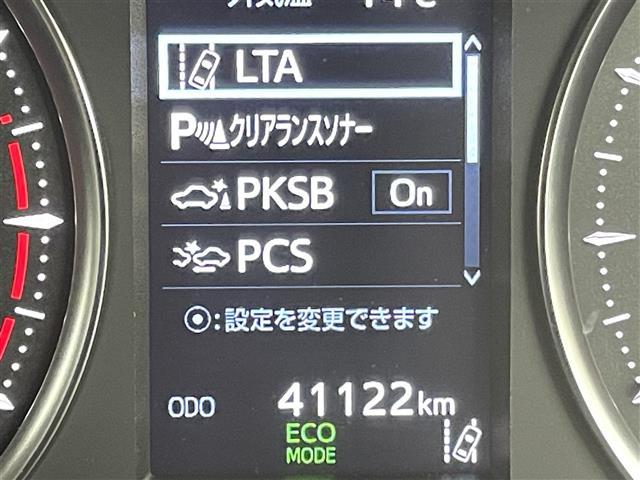 LTA
Pクリアランスソナー
PKSB On
PCS
:設定を変更できます
ODO 41122km
ECO
MODE